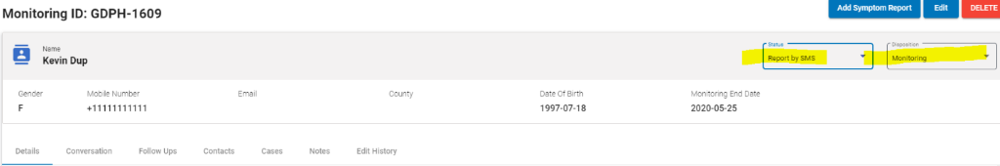 Monitoring ID: GDPH-1609
Add Symptom Report Edit DELETE
Name
Kevin Dup
Status
Report by SMS
Disposition
Monitoring
Gender Mobile Number Email County Date Of Birth Monitoring End Date
F +11111111111 1997-07-18 2020-05-25
Details Conversation Follow Ups Contacts Cases Notes Edit History